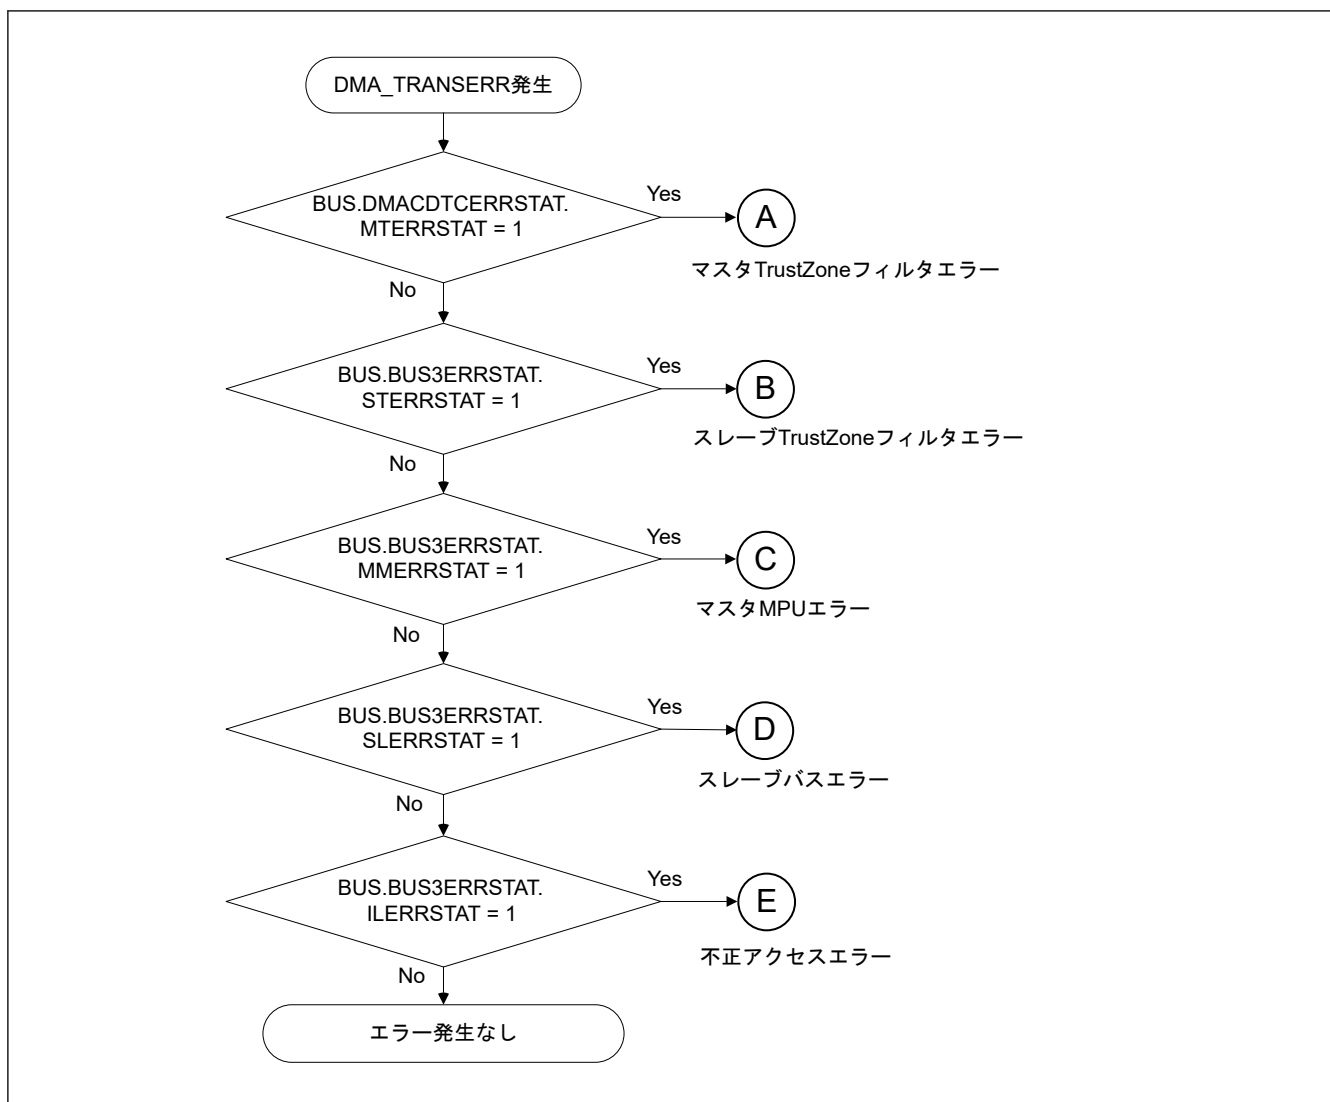 DMA_TRANSERR発生
BUS.DMACDTCERRSTAT.
MTERRSTAT = 1
Yes
A
マスタTrustZoneフィルタエラー
No
BUS.BUS3ERRSTAT.
STERRSTAT = 1
Yes
B
スレーブTrustZoneフィルタエラー
No
BUS.BUS3ERRSTAT.
MMERRSTAT = 1
Yes
C
マスタMPUエラー
No
BUS.BUS3ERRSTAT.
SLERRSTAT = 1
Yes
D
スレーブバスエラー
No
BUS.BUS3ERRSTAT.
ILERRSTAT = 1
Yes
E
不正アクセスエラー
No
エラー発生なし